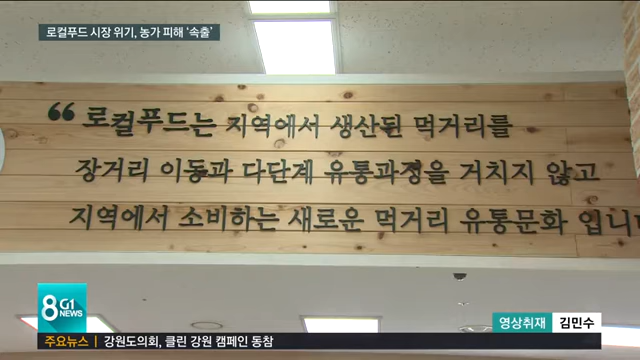 로컬푸드 시장 위기, 농가 피해 '속출'
“ 로컬푸드는 지역에서 생산된 먹거리를
장거리 이동과 다단계 유통과정을 거치지 않고
지역에서 소비하는 새로운 먹거리 유통문화 입니
8 G1 NEWS
영상취재 김민수
주요뉴스 강원도의회, 클린 강원 캠페인 동참